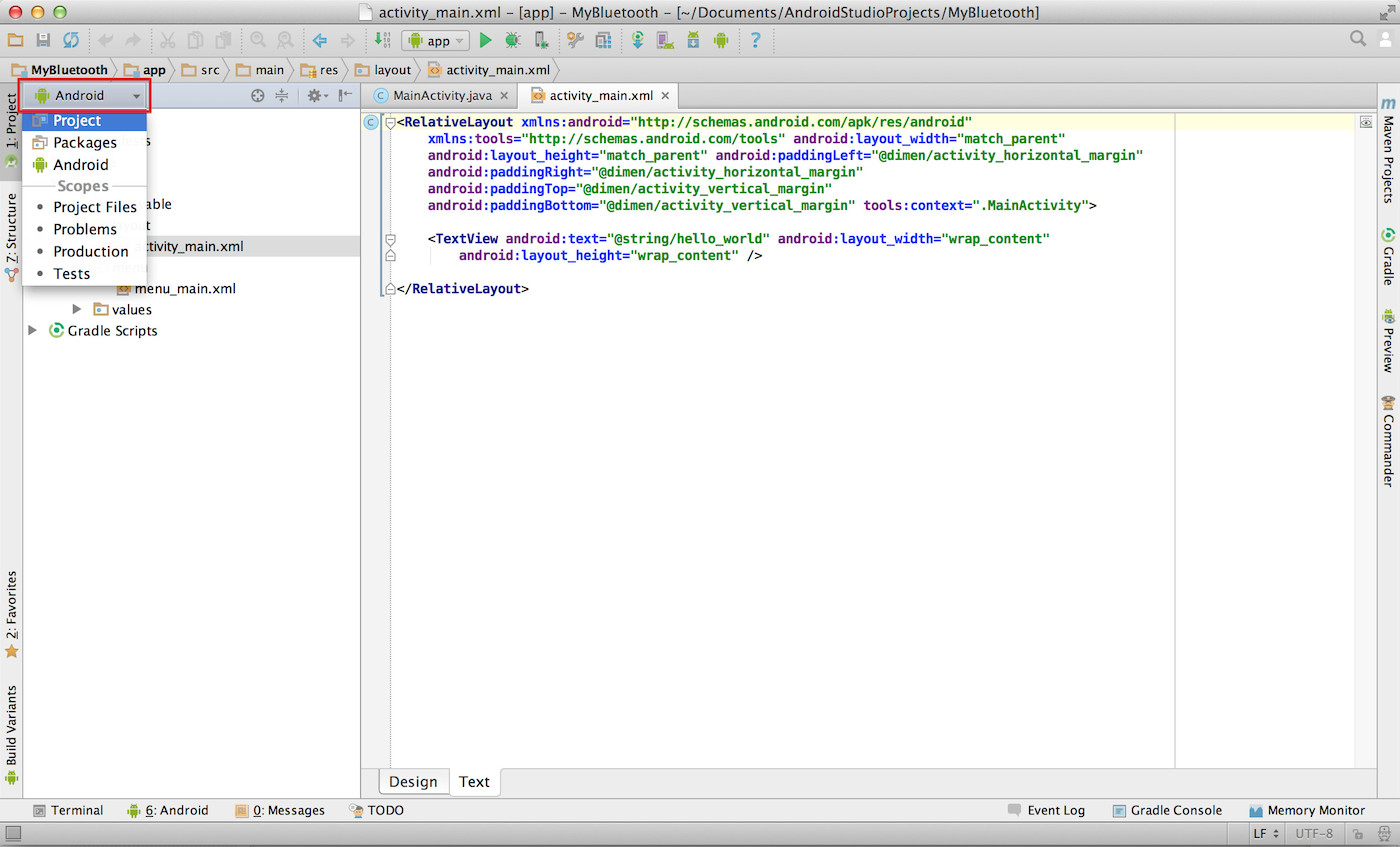 activity_main.xml – [app] – MyBluetooth – [~/Documents/AndroidStudioProjects/MyBluetooth]
app
?
MyBluetooth app src main res layout activity_main.xml
Android
MainActivity.java
activity_main.xml
Project
Packages
Android
Scopes
Project Files
Problems
Production
Tests
s
able
ut
ctivity_main.xml
menu_main.xml
values
Gradle Scripts
C
<RelativeLayout xmlns:android="http://schemas.android.com/apk/res/android"
xmlns:tools="http://schemas.android.com/tools" android:layout_width="match_parent"
android:layout_height="match_parent" android:paddingLeft="@dimen/activity_horizontal_margin"
android:paddingRight="@dimen/activity_horizontal_margin"
android:paddingTop="@dimen/activity_vertical_margin"
android:paddingBottom="@dimen/activity_vertical_margin" tools:context=".MainActivity">
<TextView android:text="@string/hello_world" android:layout_width="wrap_content"
android:layout_height="wrap_content" />
</RelativeLayout>
1: Project
Z: Structure
2: Favorites
Build Variants
m
Maven Projects
Gradle
Preview
Commander
Design
Text
Terminal
6: Android
0: Messages
TODO
Event Log
Gradle Console
Memory Monitor
LF
UTF-8